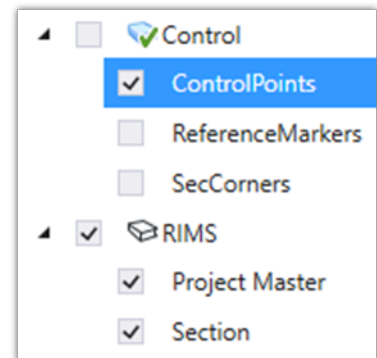 Control
ControlPoints
ReferenceMarkers
SecCorners
RIMS
Project Master
Section